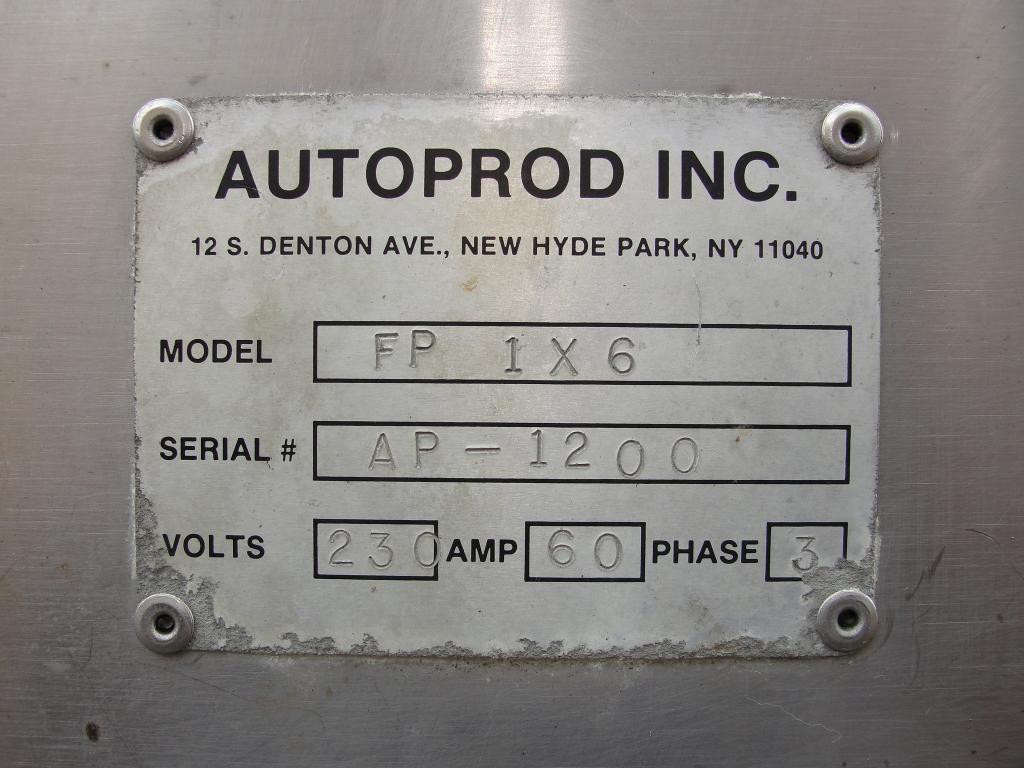 AUTOPROD INC.
12 S. DENTON AVE., NEW HYDE PARK, NY 11040
MODEL FP 1X6
SERIAL # AP-1200
VOLTS 230 AMP 60 PHASE 3